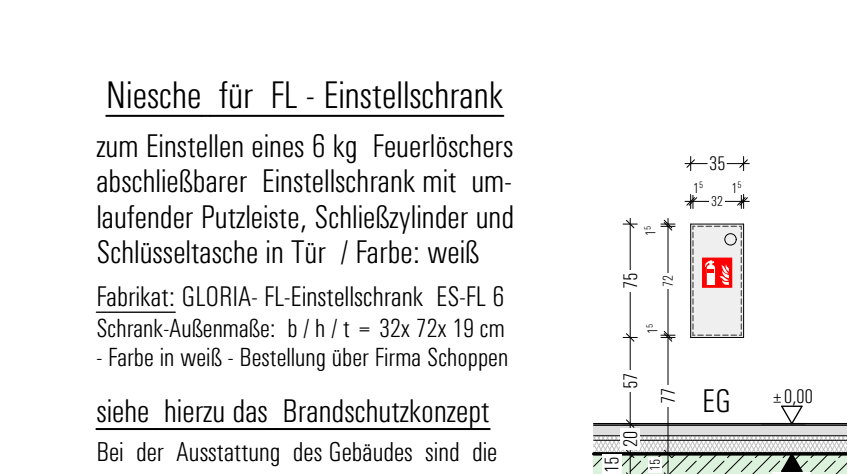 Niesche für FL - Einstellschrank
zum Einstellen eines 6 kg Feuerlöschers
abschließbarer Einstellschrank mit um-
laufender Putzleiste, Schließzylinder und
Schlüsseltasche in Tür / Farbe: weiß
Fabrikat: GLORIA- FL-Einstellschrank ES-FL 6
Schrank-Außenmaße: b / h / t = 32x 72x 19 cm
- Farbe in weiß - Bestellung über Firma Schoppen
siehe hierzu das Brandschutzkonzept
Bei der Ausstattung des Gebäudes sind die
35
1⁵ 1⁵
32
1⁵
75 72
1⁵
57 77
EG ±0,00
20
15 15